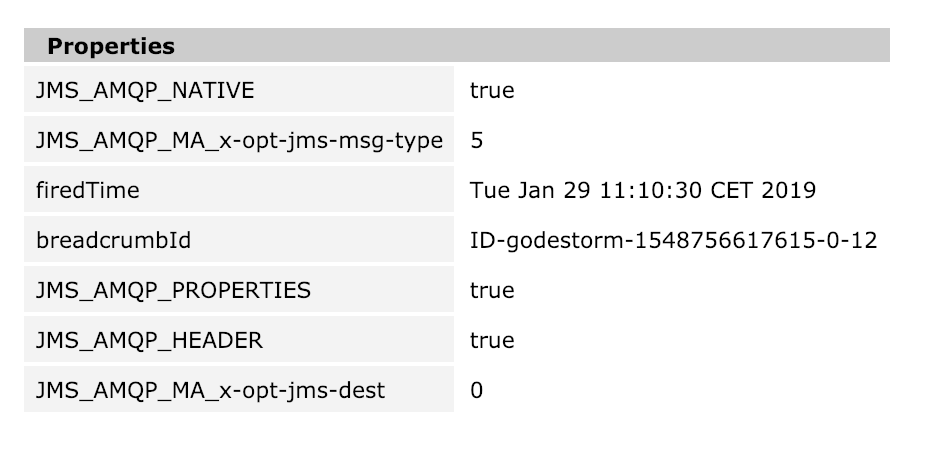 Properties
JMS_AMQP_NATIVE true
JMS_AMQP_MA_x-opt-jms-msg-type 5
firedTime Tue Jan 29 11:10:30 CET 2019
breadcrumbId ID-godestorm-1548756617615-0-12
JMS_AMQP_PROPERTIES true
JMS_AMQP_HEADER true
JMS_AMQP_MA_x-opt-jms-dest 0